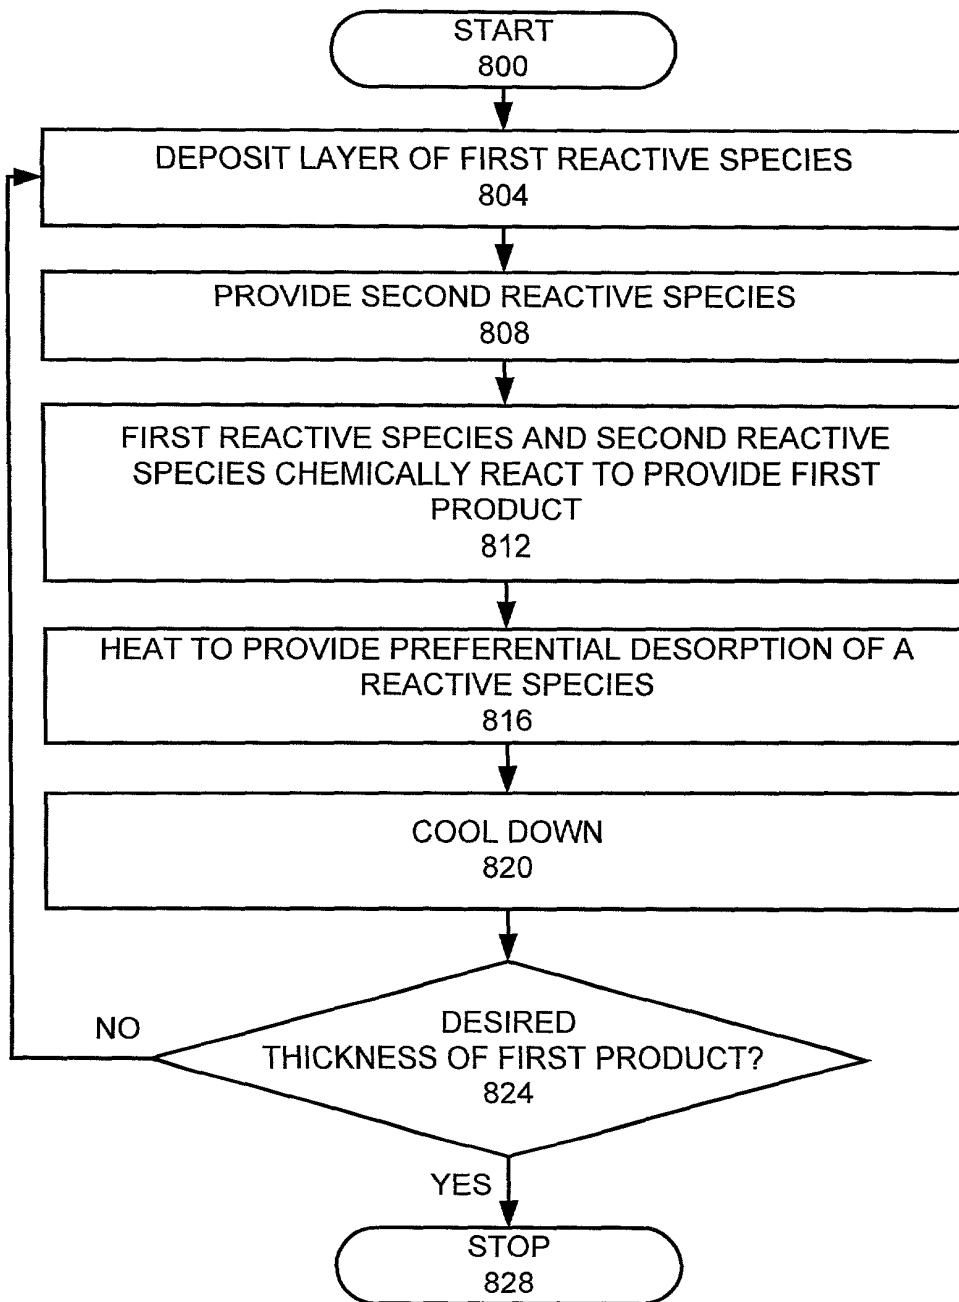 START
800
DEPOSIT LAYER OF FIRST REACTIVE SPECIES
804
PROVIDE SECOND REACTIVE SPECIES
808
FIRST REACTIVE SPECIES AND SECOND REACTIVE
SPECIES CHEMICALLY REACT TO PROVIDE FIRST
PRODUCT
812
HEAT TO PROVIDE PREFERENTIAL DESORPTION OF A
REACTIVE SPECIES
816
COOL DOWN
820
NO
DESIRED
THICKNESS OF FIRST PRODUCT?
824
YES
STOP
828